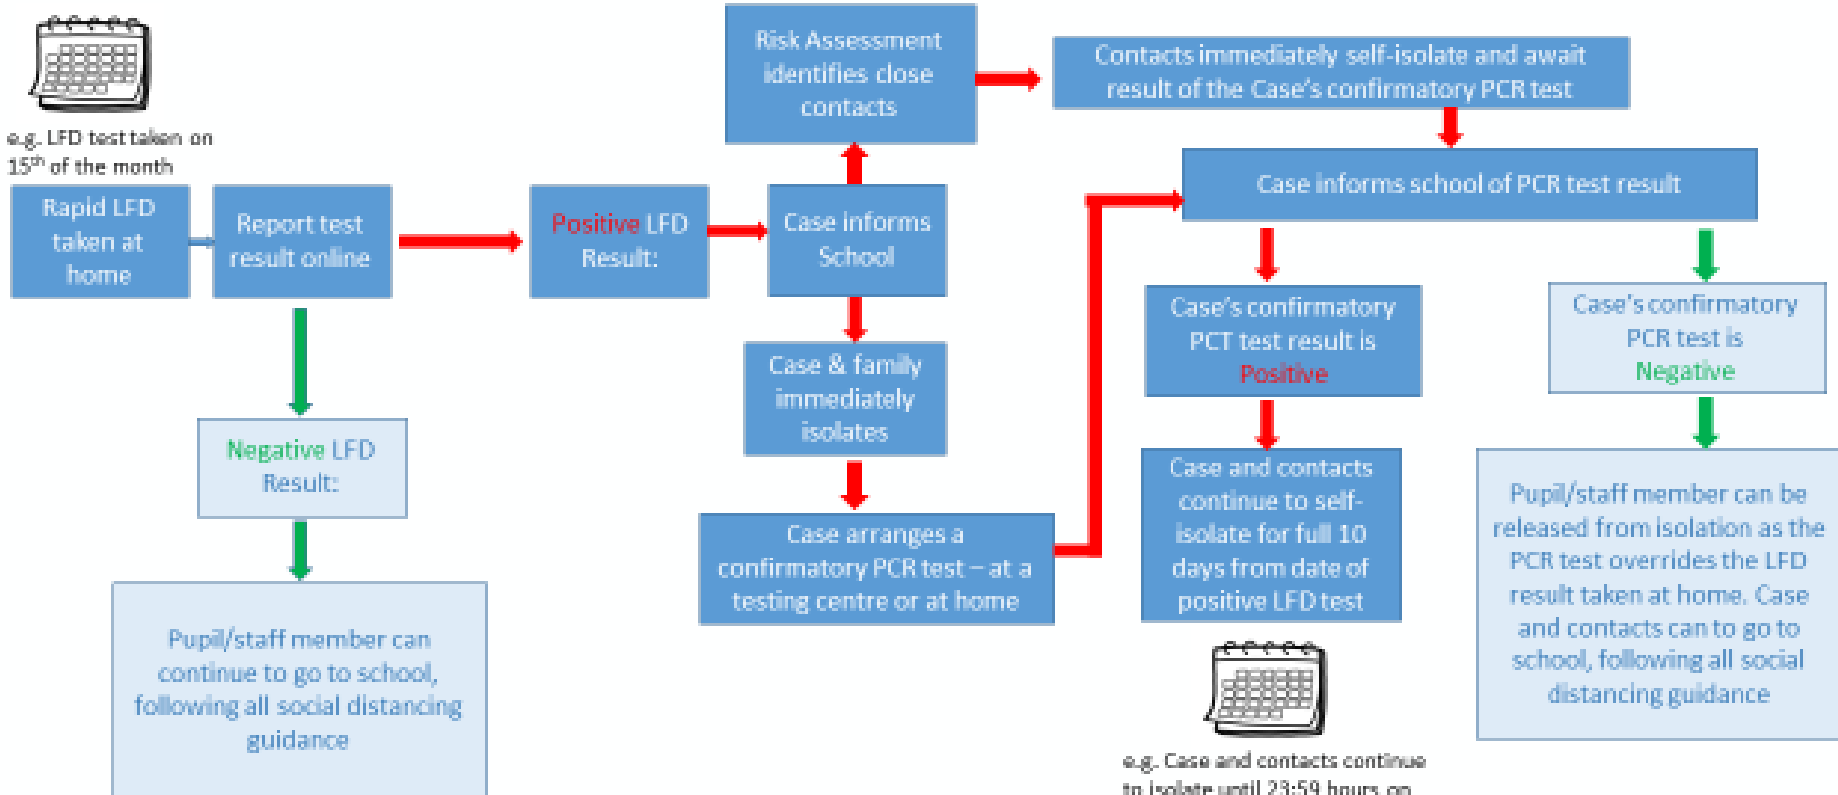 e.g. LFD test taken on
15th of the month
Rapid LFD
taken at
home
Report test
result online
Negative LFD
Result:
Pupil/staff member can
continue to go to school,
following all social distancing
guidance
Positive LFD
Result:
Case informs
School
Risk Assessment
identifies close
contacts
Contacts immediately self-isolate and await
result of the Case's confirmatory PCR test
Case & family
immediately
isolates
Case arranges a
confirmatory PCR test – at a
testing centre or at home
Case informs school of PCR test result
Case's confirmatory
PCT test result is
Positive
Case and contacts
continue to self-
isolate for full 10
days from date of
positive LFD test
e.g. Case and contacts continue
to isolate until 23:59 hours on
Case's confirmatory
PCR test is
Negative
Pupil/staff member can be
released from isolation as the
PCR test overrides the LFD
result taken at home. Case
and contacts can to go to
school, following all social
distancing guidance